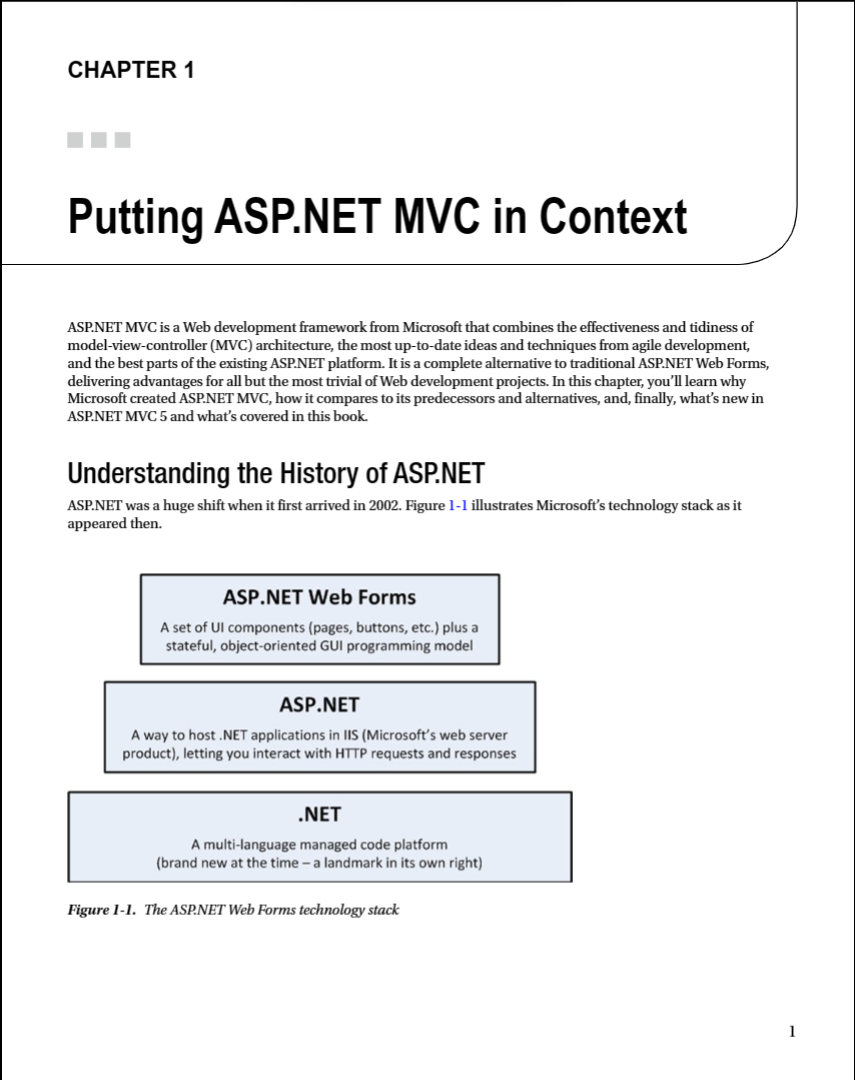 CHAPTER 1
Putting ASP.NET MVC in Context
ASP.NET MVC is a Web development framework from Microsoft that combines the effectiveness and tidiness of
model-view-controller (MVC) architecture, the most up-to-date ideas and techniques from agile development,
and the best parts of the existing ASP.NET platform. It is a complete alternative to traditional ASP.NET Web Forms,
delivering advantages for all but the most trivial of Web development projects. In this chapter, you’ll learn why
Microsoft created ASP.NET MVC, how it compares to its predecessors and alternatives, and, finally, what’s new in
ASP.NET MVC 5 and what’s covered in this book.
Understanding the History of ASP.NET
ASP.NET was a huge shift when it first arrived in 2002. Figure 1-1 illustrates Microsoft’s technology stack as it
appeared then.
ASP.NET Web Forms
A set of UI components (pages, buttons, etc.) plus a
stateful, object-oriented GUI programming model
ASP.NET
A way to host .NET applications in IIS (Microsoft’s web server
product), letting you interact with HTTP requests and responses
.NET
A multi-language managed code platform
(brand new at the time – a landmark in its own right)
Figure 1-1. The ASP.NET Web Forms technology stack
1